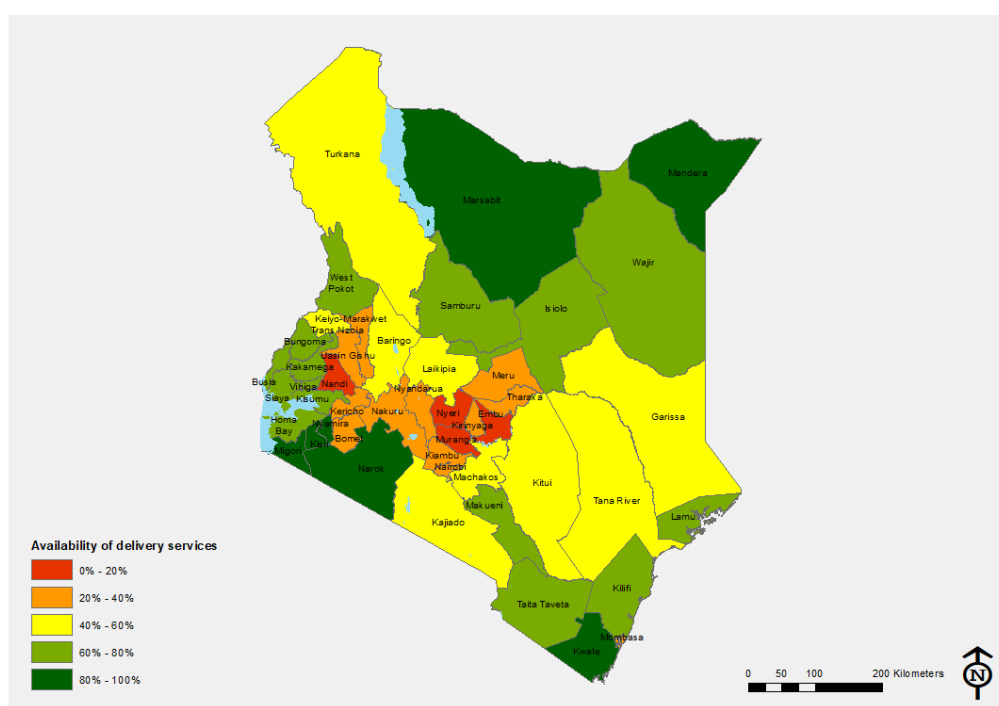 Turkana
Mandera
Marsabit
Wajir
West
Pokot
Samburu
Isiolo
Keiyo-Marakwet
Trans Nzoia
Bungoma
Baringo
Uasin Gishu
Kakamega
Laikipia
Meru
Busia
Vihiga
Nandi
Nyandarua
Siaya
Kisumu
Tharaka
Kericho
Nakuru
Nyeri
Embu
Garissa
Homa
Bay
Nyamira
Kirinyaga
Bomet
Murang'a
Kisii
Migori
Kiambu
Narok
Nairobi
Machakos
Kitui
Tana River
Makueni
Kajiado
Lamu
Kilifi
Taita Taveta
Mombasa
Kwale
Availability of delivery services
0% - 20%
20% - 40%
40% - 60%
60% - 80%
80% - 100%
0 50 100 200 Kilometers
N